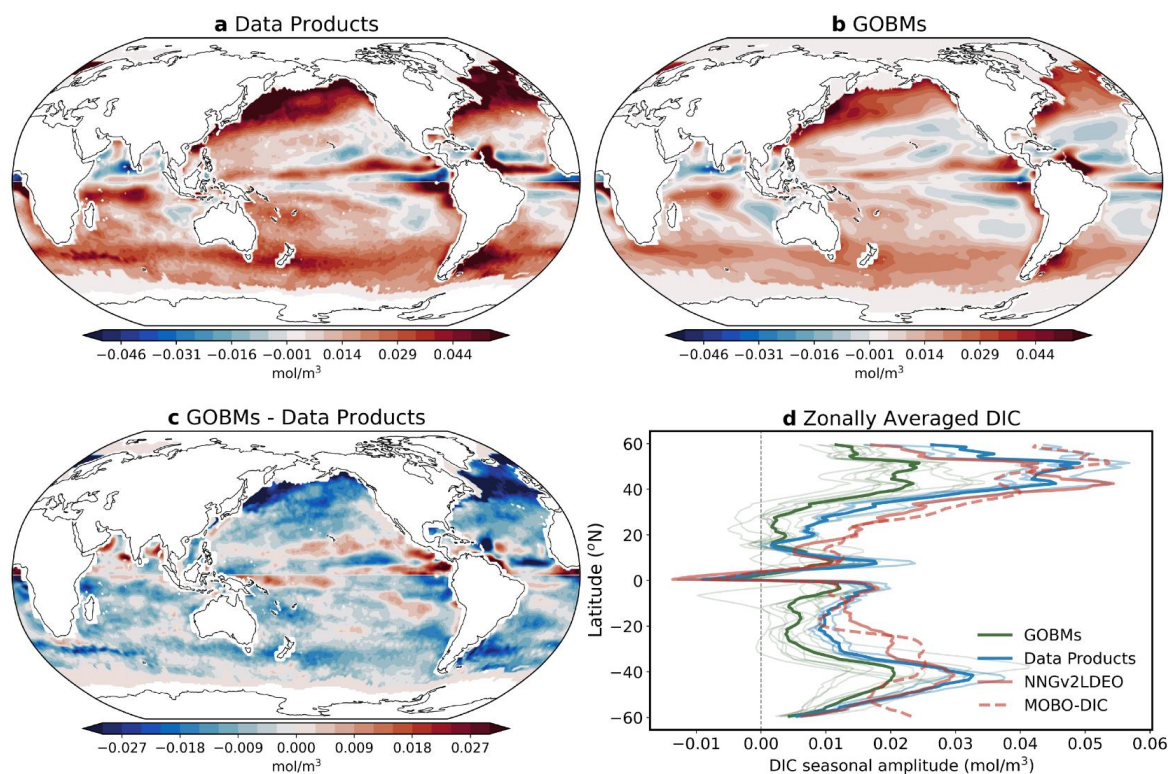 a Data Products
b GOBMs
−0.046 −0.031 −0.016 −0.001 0.014 0.029 0.044
mol/m³
−0.046 −0.031 −0.016 −0.001 0.014 0.029 0.044
mol/m³
c GOBMs - Data Products
−0.027 −0.018 −0.009 0.000 0.009 0.018 0.027
mol/m³
d Zonally Averaged DIC
Latitude (°N)
60
40
20
0
−20
−40
−60
GOBMs
Data Products
NNGv2LDEO
MOBO-DIC
−0.01 0.00 0.01 0.02 0.03 0.04 0.05 0.06
DIC seasonal amplitude (mol/m³)